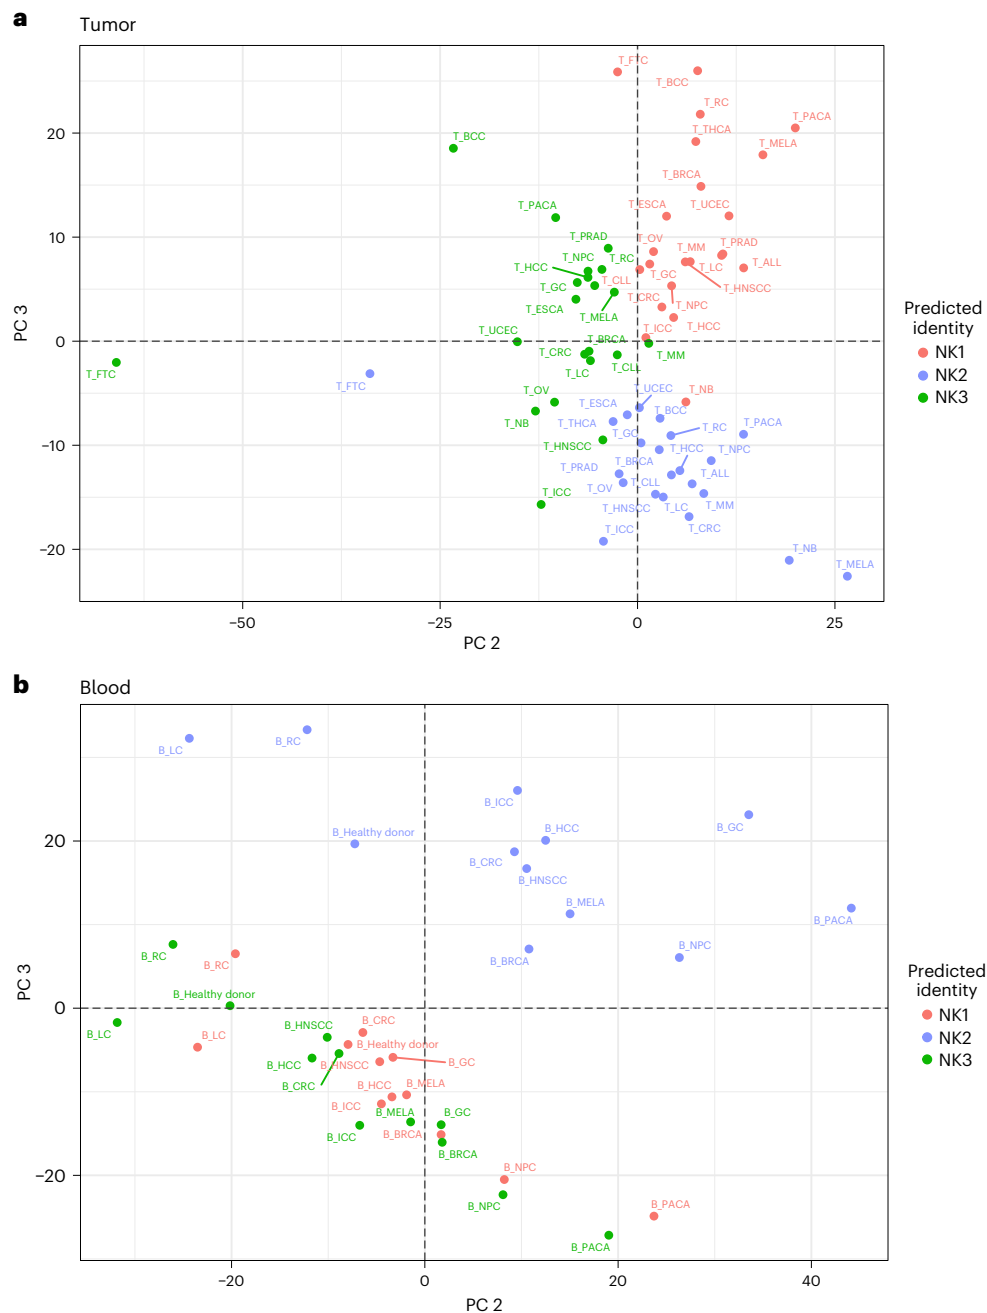 a
Tumor
T_FTC
T_BCC
T_RC
T_PACA
T_THCA
T_BCC
T_MELA
T_BRCA
T_PACA
T_ESCA
T_UCEC
T_PRAD
T_OV
T_MM
T_PRAD
T_NPC
T_RC
T_HCC
T_GC
T_LC
T_ALL
T_CLL
T_GC
T_HNSCC
T_ESCA
T_CRC
T_NPC
T_MELA
T_UCEC
T_ICC
T_HCC
T_BRCA
T_CRC
T_MM
T_LC
T_CLL
T_FTC
T_FTC
T_UCEC
T_NB
T_OV
T_ESCA
T_BCC
T_NB
T_THCA
T_GC
T_RC
T_PACA
T_HNSCC
T_HCC
T_NPC
T_PRAD
T_BRCA
T_ALL
T_OV
T_CLL
T_ICC
T_HNSCC
T_LC
T_MM
T_ICC
T_CRC
T_NB
T_MELA
20
10
0
−10
−20
PC 3
−50
−25
0
25
PC 2
Predicted
identity
NK1
NK2
NK3
b
Blood
B_LC
B_RC
B_ICC
B_Healthy donor
B_HCC
B_GC
B_CRC
B_HNSCC
B_MELA
B_PACA
B_BRCA
B_NPC
B_RC
B_RC
B_Healthy donor
B_LC
B_LC
B_CRC
B_HNSCC
B_Healthy donor
B_HCC
B_HNSCC
B_GC
B_CRC
B_HCC
B_MELA
B_ICC
B_MELA
B_GC
B_ICC
B_BRCA
B_BRCA
B_NPC
B_NPC
B_PACA
B_PACA
20
0
−20
PC 3
−20
0
20
40
PC 2
Predicted
identity
NK1
NK2
NK3